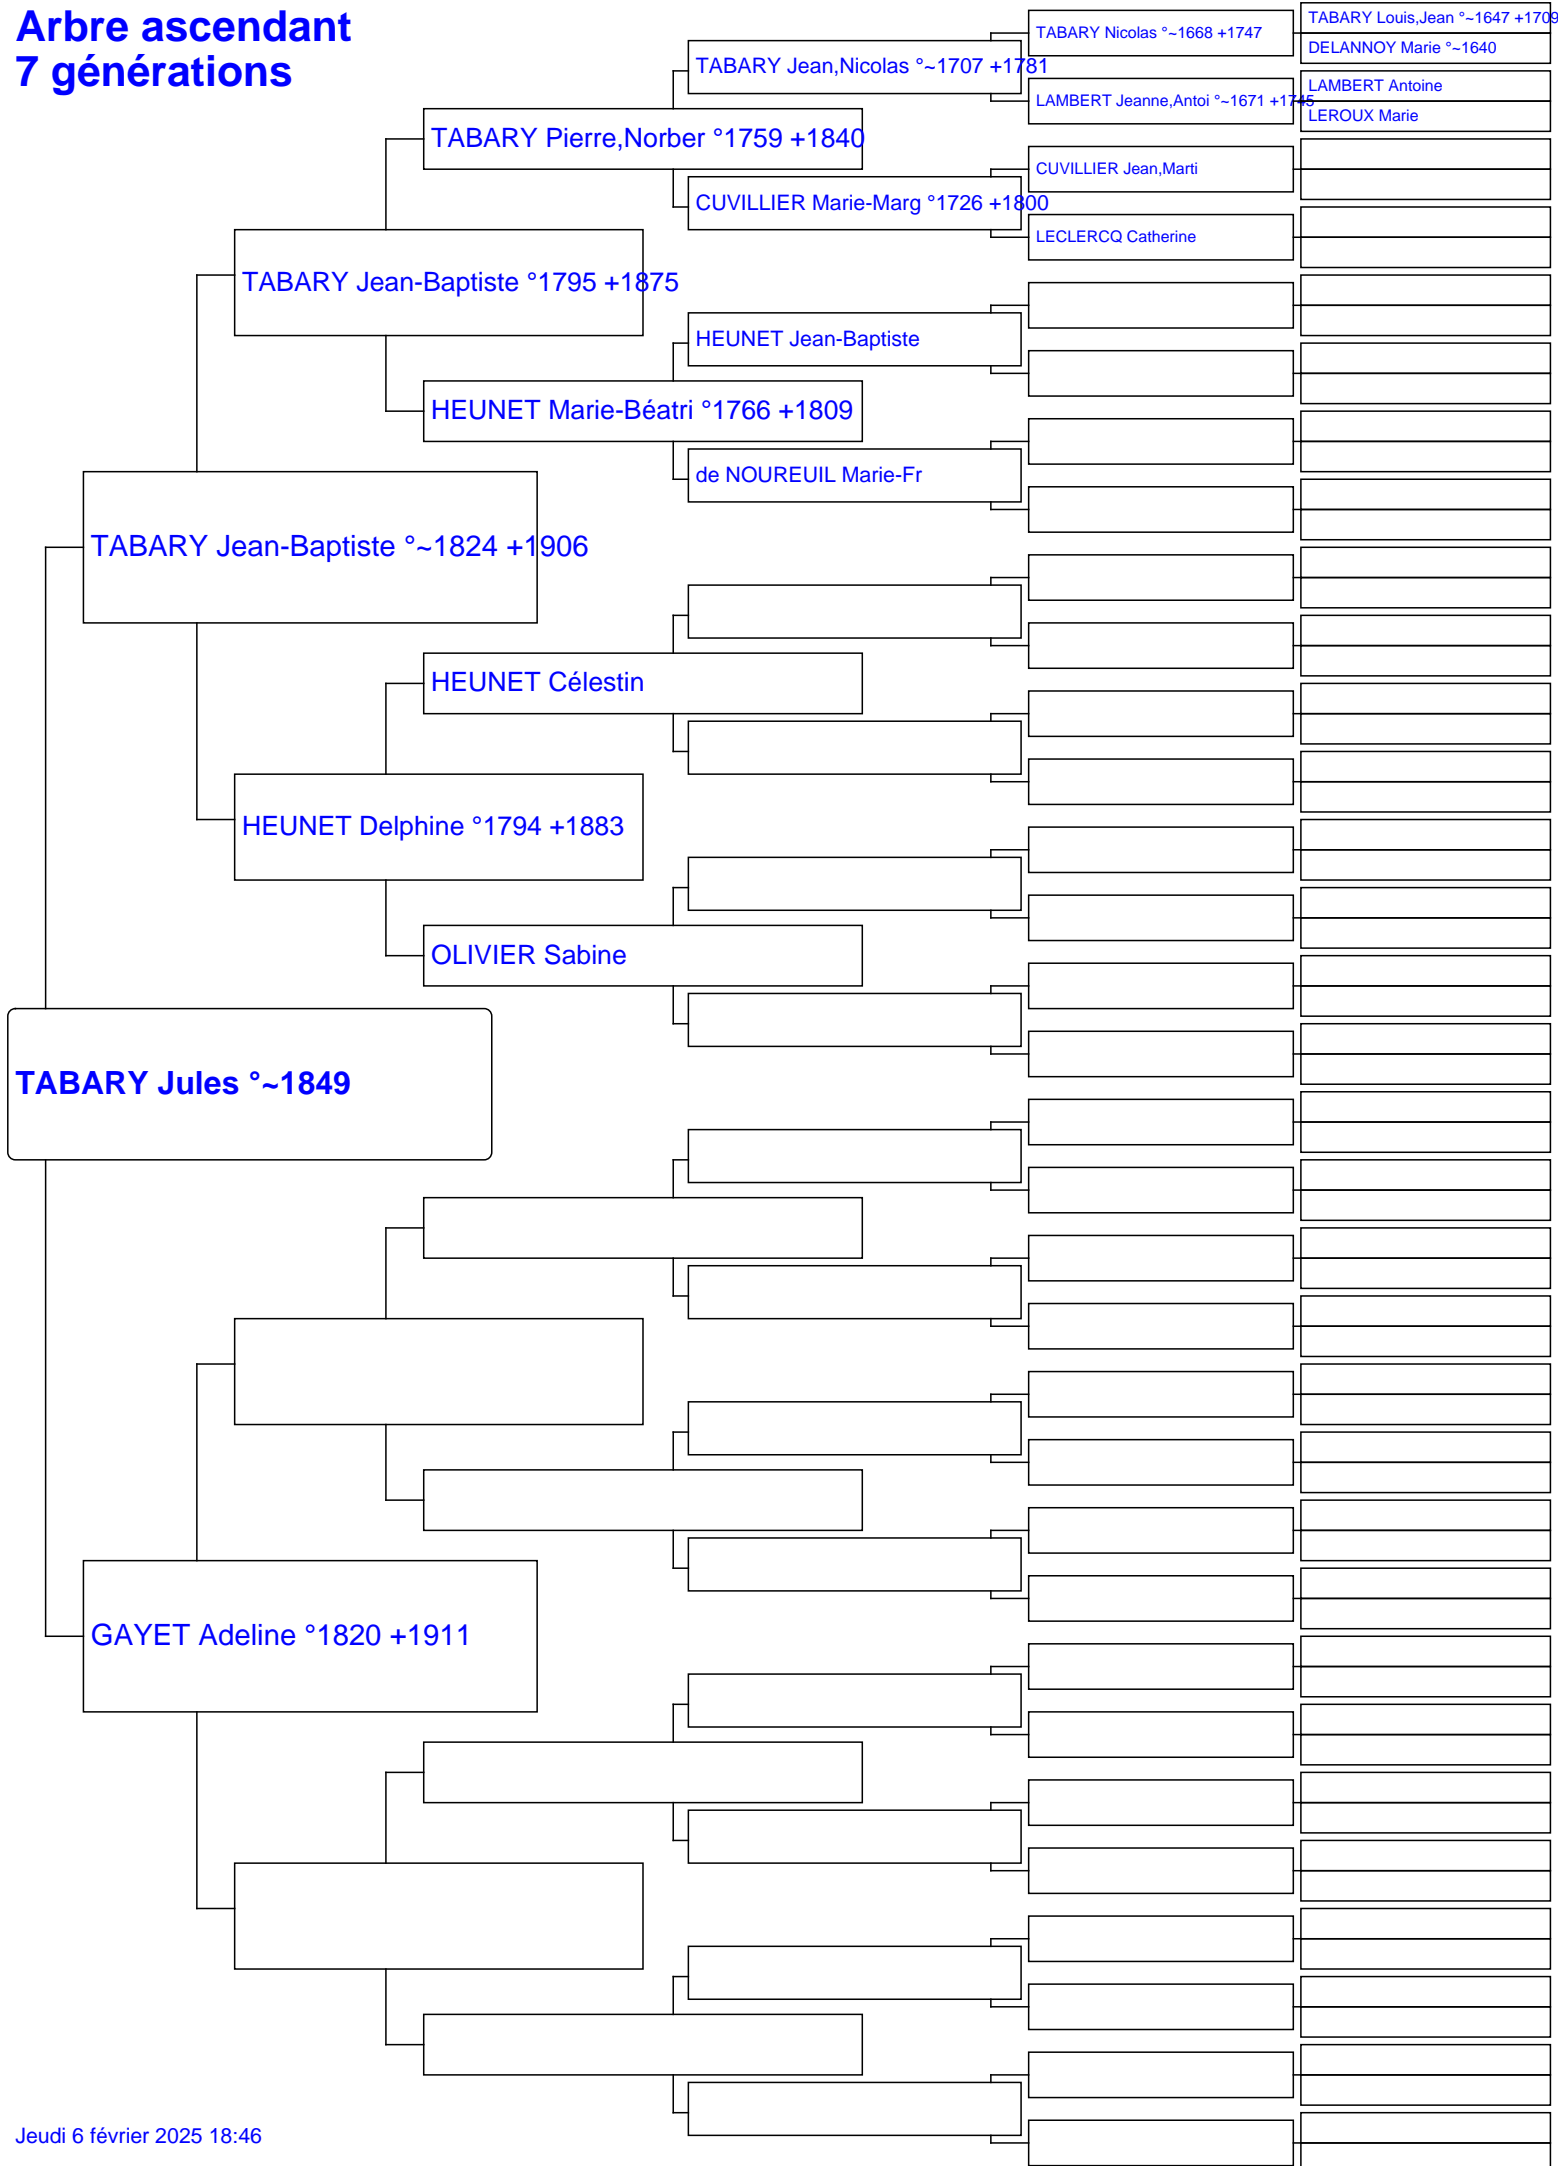 Arbre ascendant
7 générations
TABARY Louis,Jean °~1647 +1709
TABARY Nicolas °~1668 +1747
DELANNOY Marie °~1640
TABARY Jean,Nicolas °~1707 +1781
LAMBERT Antoine
LAMBERT Jeanne,Antoi °~1671 +1745
LEROUX Marie
TABARY Pierre,Norber °1759 +1840
CUVILLIER Jean,Marti
CUVILLIER Marie-Marg °1726 +1800
LECLERCQ Catherine
TABARY Jean-Baptiste °1795 +1875
HEUNET Jean-Baptiste
HEUNET Marie-Béatri °1766 +1809
de NOUREUIL Marie-Fr
TABARY Jean-Baptiste °~1824 +1906
HEUNET Célestin
HEUNET Delphine °1794 +1883
OLIVIER Sabine
TABARY Jules °~1849
GAYET Adeline °1820 +1911
Jeudi 6 février 2025 18:46